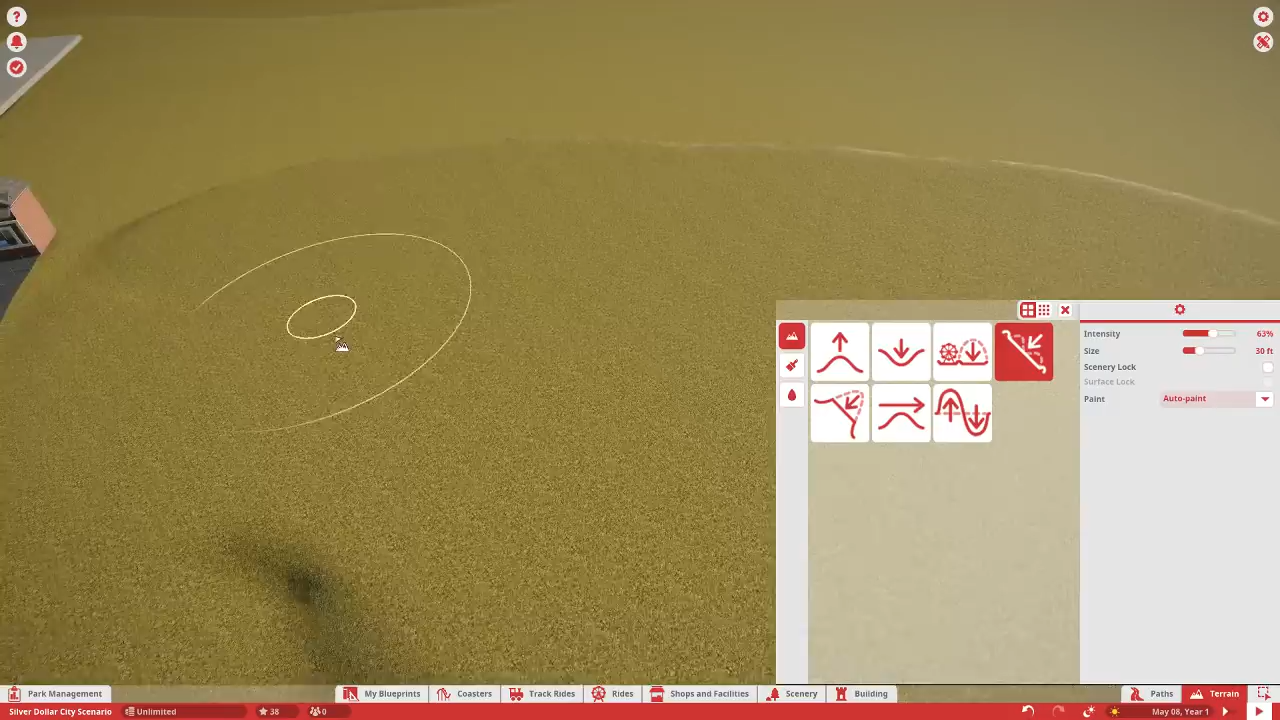 ?
Intensity 63%
Size 30 ft
Scenery Lock
Surface Lock
Paint Auto-paint
Park Management My Blueprints Coasters Track Rides Rides Shops and Facilities Scenery Building Paths Terrain
Silver Dollar City Scenario Unlimited 38 0 May 08, Year 1